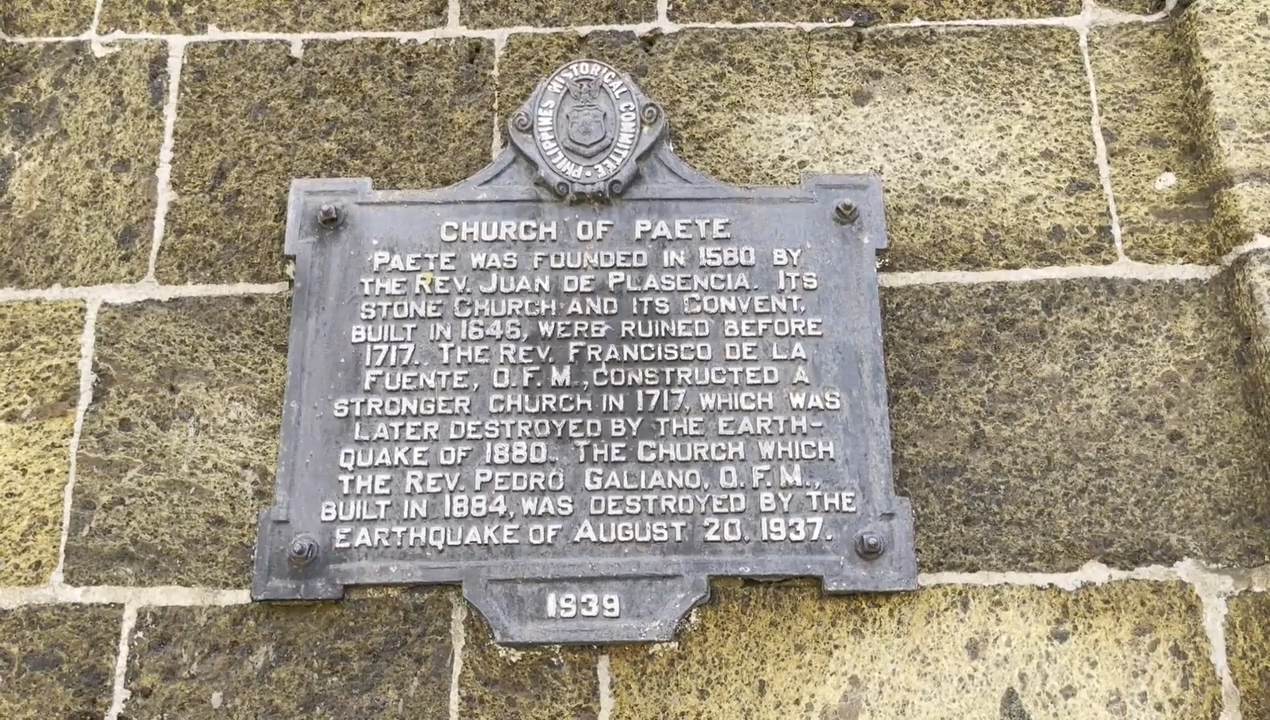 PHILIPPINES HISTORICAL COMMITTEE
CHURCH OF PAETE
PAETE WAS FOUNDED IN 1580 BY
THE REV. JUAN DE PLASENCIA. ITS
STONE CHURCH AND ITS CONVENT,
BUILT IN 1646, WERE RUINED BEFORE
1717. THE REV. FRANCISCO DE LA
FUENTE, O.F.M., CONSTRUCTED A
STRONGER CHURCH IN 1717, WHICH WAS
LATER DESTROYED BY THE EARTH-
QUAKE OF 1880. THE CHURCH WHICH
THE REV. PEDRO GALIANO, O.F.M.,
BUILT IN 1884, WAS DESTROYED BY THE
EARTHQUAKE OF AUGUST 20, 1937.
1939